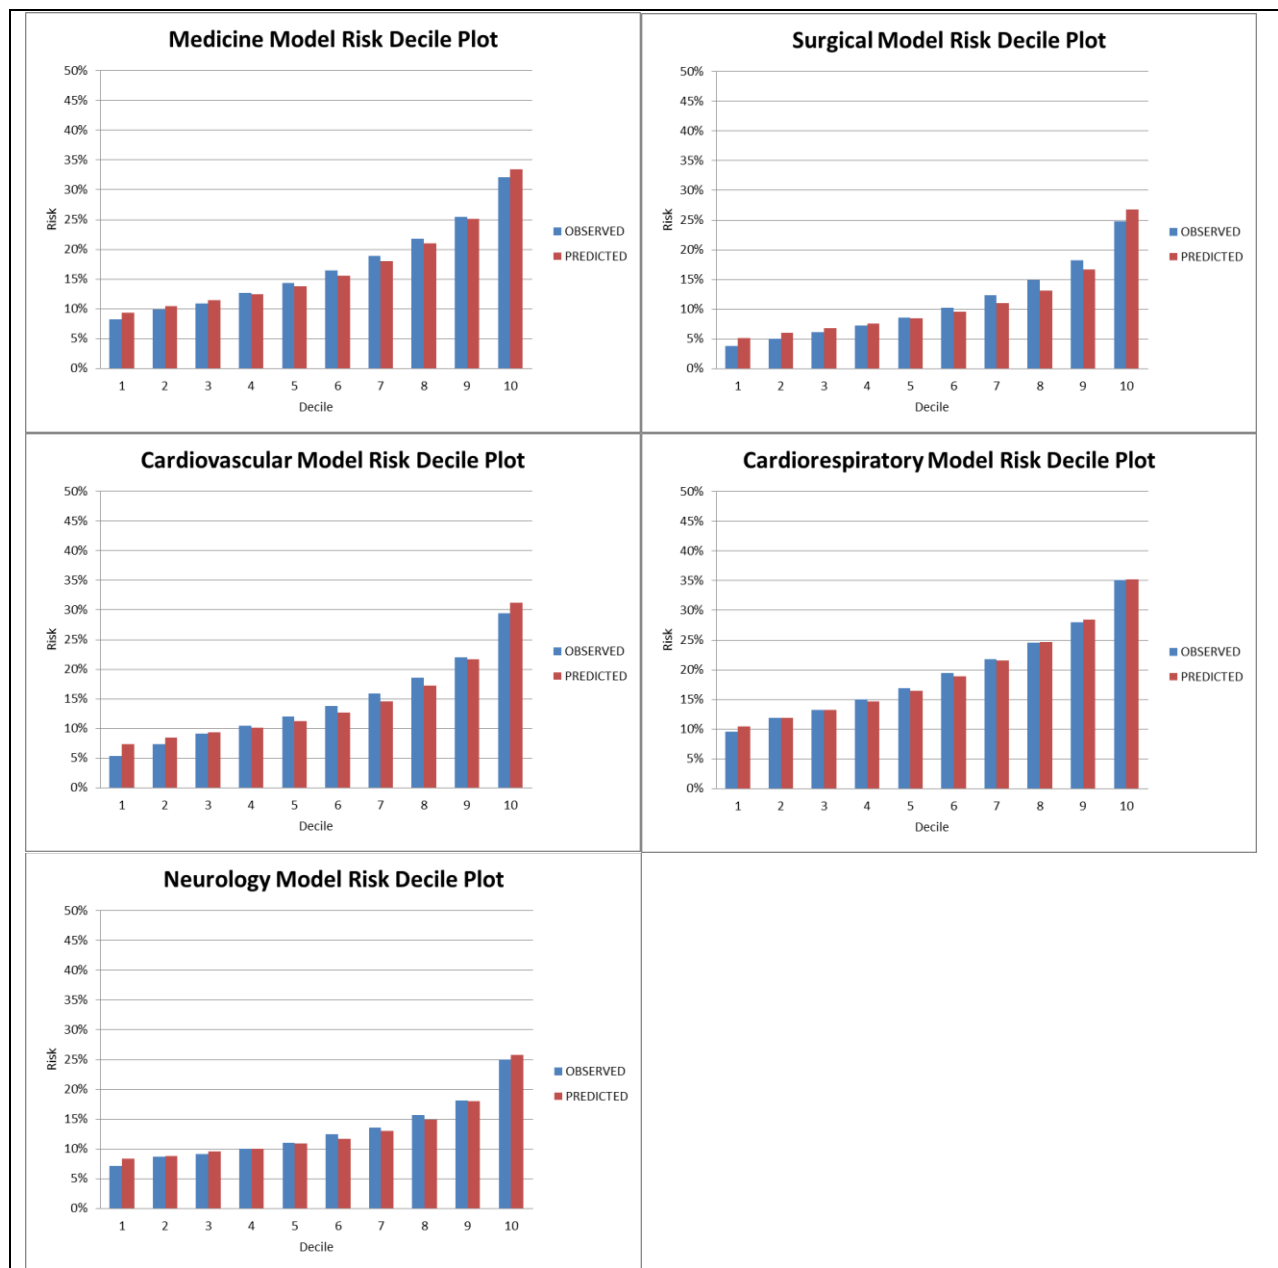 Medicine Model Risk Decile Plot
50%
45%
40%
35%
30%
25%
20%
15%
10%
5%
0%
Risk
1 2 3 4 5 6 7 8 9 10
Decile
OBSERVED
PREDICTED
Surgical Model Risk Decile Plot
50%
45%
40%
35%
30%
25%
20%
15%
10%
5%
0%
Risk
1 2 3 4 5 6 7 8 9 10
Decile
OBSERVED
PREDICTED
Cardiovascular Model Risk Decile Plot
50%
45%
40%
35%
30%
25%
20%
15%
10%
5%
0%
Risk
1 2 3 4 5 6 7 8 9 10
Decile
OBSERVED
PREDICTED
Cardiorespiratory Model Risk Decile Plot
50%
45%
40%
35%
30%
25%
20%
15%
10%
5%
0%
Risk
1 2 3 4 5 6 7 8 9 10
Decile
OBSERVED
PREDICTED
Neurology Model Risk Decile Plot
50%
45%
40%
35%
30%
25%
20%
15%
10%
5%
0%
Risk
1 2 3 4 5 6 7 8 9 10
Decile
OBSERVED
PREDICTED